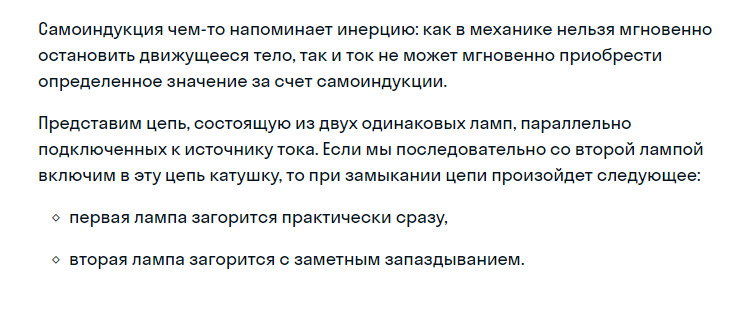 Самоиндукция чем-то напоминает инерцию: как в механике нельзя мгновенно
остановить движущееся тело, так и ток не может мгновенно приобрести
определенное значение за счет самоиндукции.
Представим цепь, состоящую из двух одинаковых ламп, параллельно
подключенных к источнику тока. Если мы последовательно со второй лампой
включим в эту цепь катушку, то при замыкании цепи произойдет следующее:
первая лампа загорится практически сразу,
вторая лампа загорится с заметным запаздыванием.